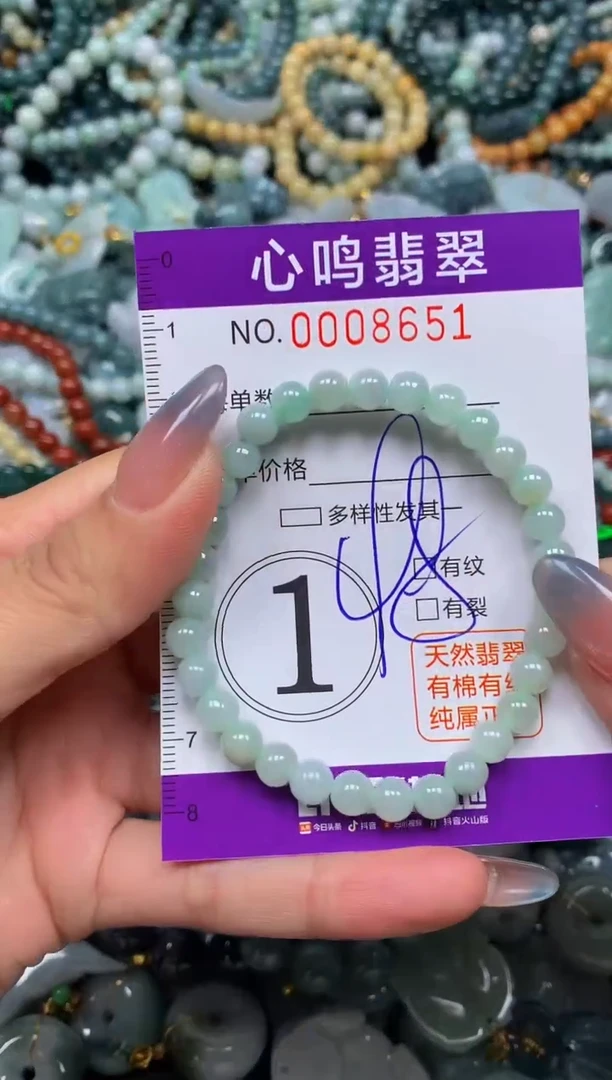 0
心鸣翡翠
1
NO. 0008651
单数
价格
多样性发其一
1
有纹
有裂
天然翡翠
有棉有
纯属正
7
8
今日头条 抖音 抖音火山版